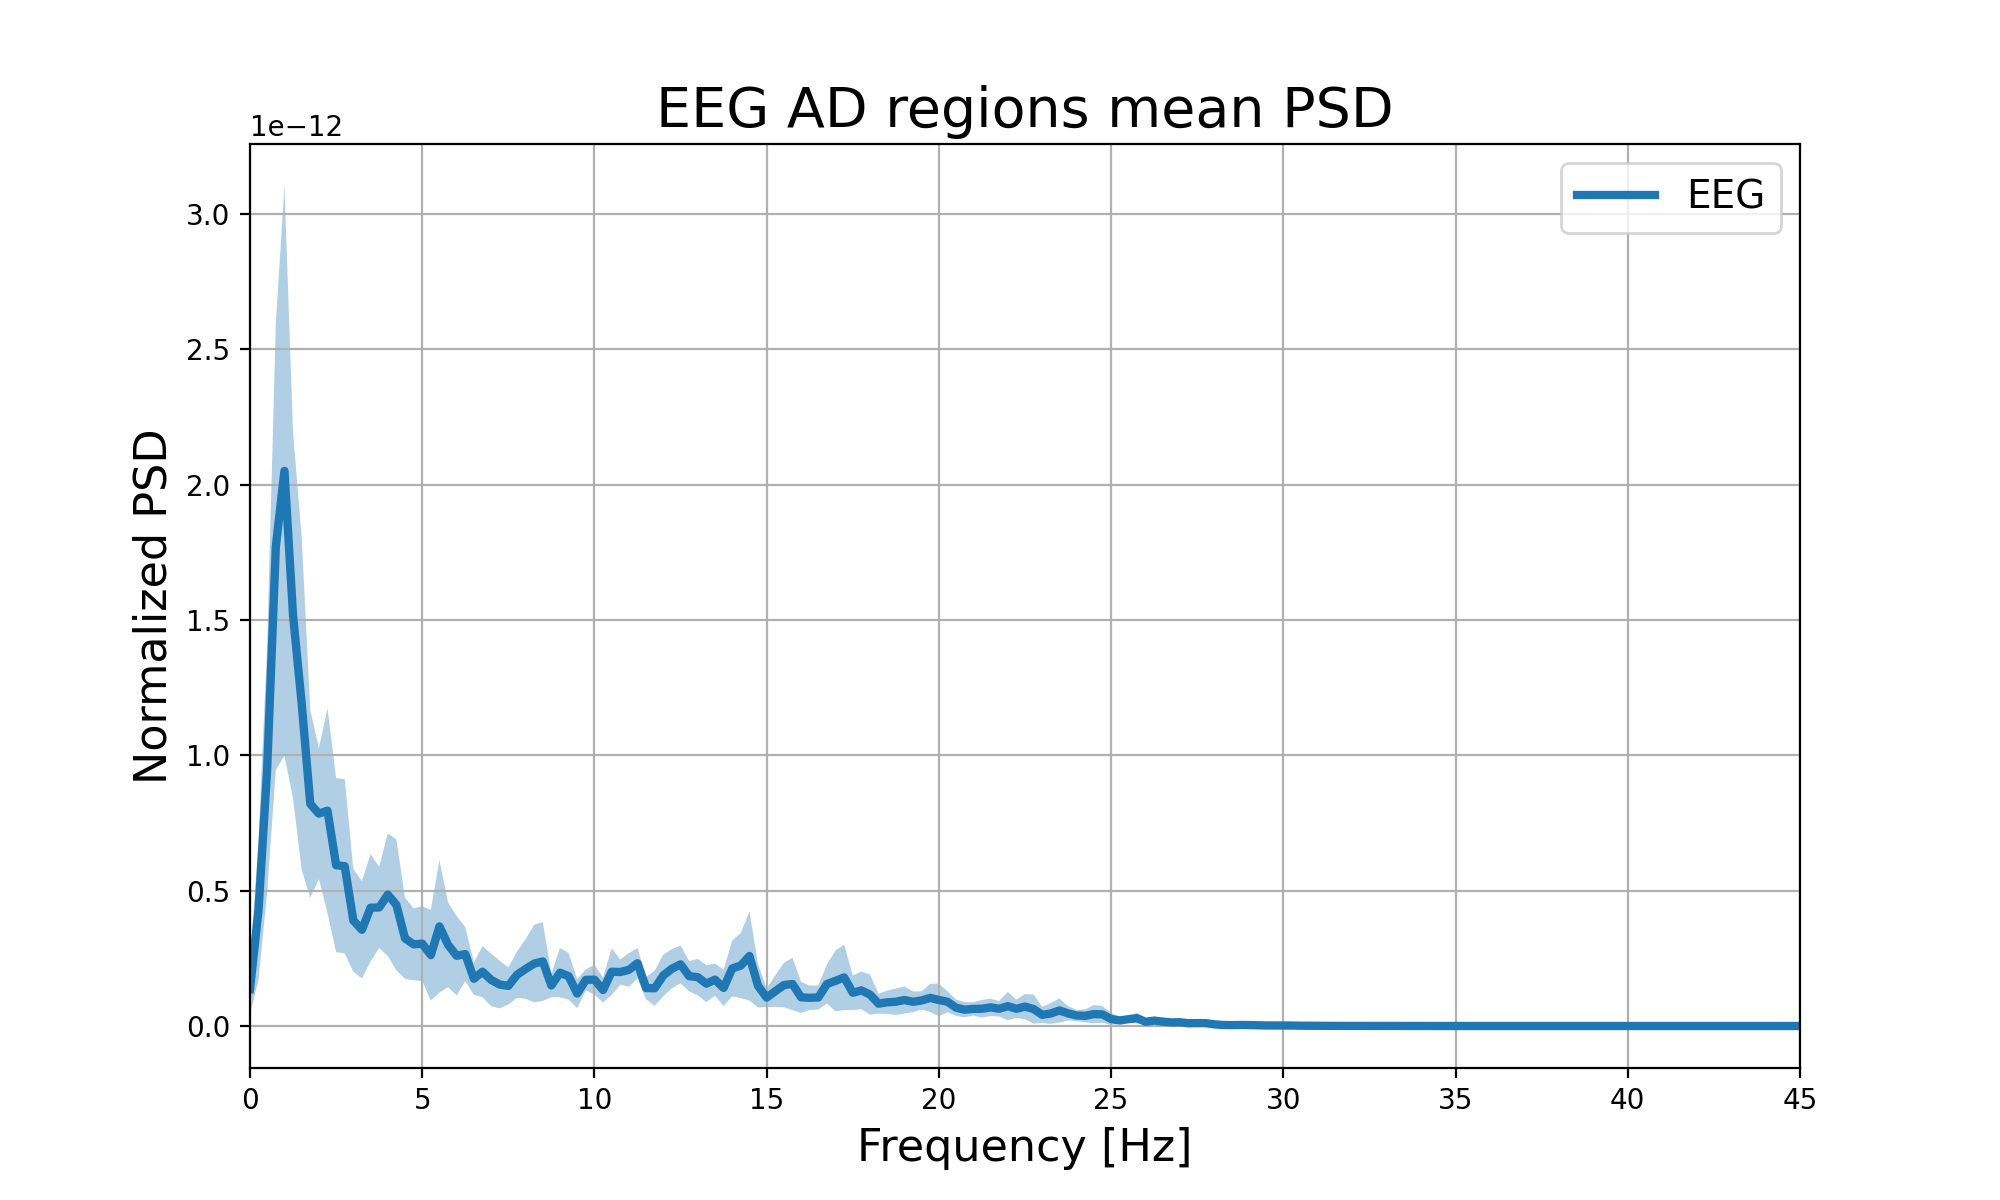 EEG AD regions mean PSD
1e−12
EEG
3.0
2.5
2.0
1.5
1.0
0.5
0.0
Normalized PSD
0 5 10 15 20 25 30 35 40 45
Frequency [Hz]